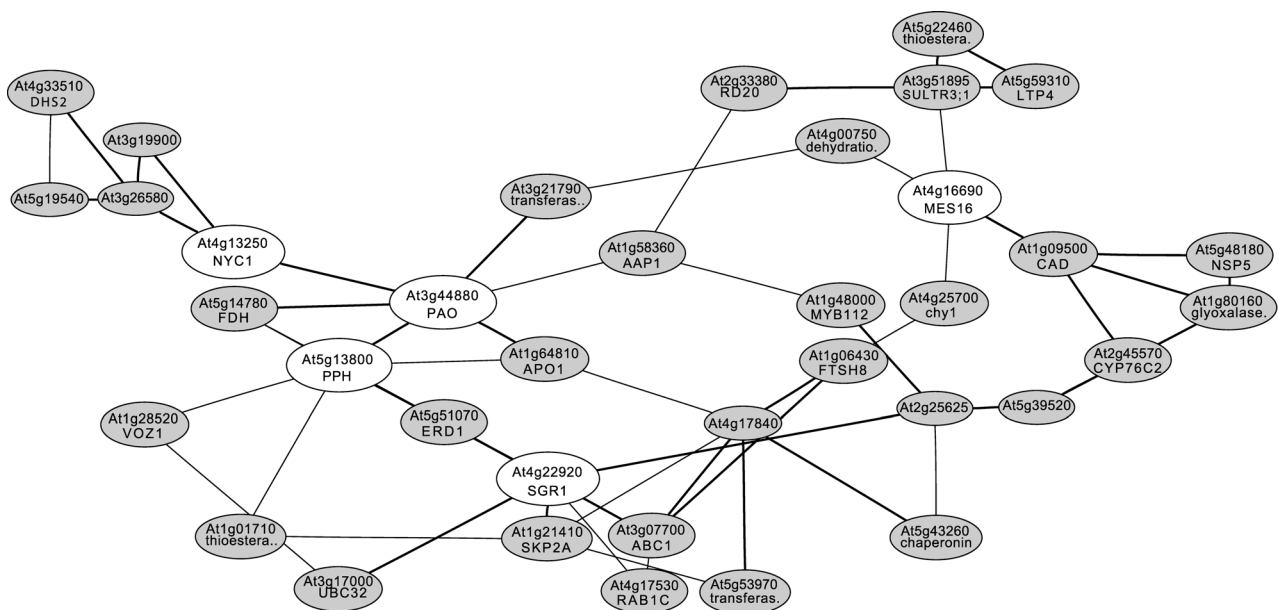 At5g22460
thioestera.
At4g33510
DHS2
At2g33380
RD20
At3g51895
SULTR3;1
At5g59310
LTP4
At3g19900
At4g00750
dehydratio.
At5g19540
At3g26580
At3g21790
transferas..
At4g16690
MES16
At4g13250
NYC1
At1g58360
AAP1
At1g09500
CAD
At5g48180
NSP5
At5g14780
FDH
At3g44880
PAO
At1g48000
MYB112
At4g25700
chy1
At1g80160
glyoxalase.
At5g13800
PPH
At1g64810
APO1
At1g06430
FTSH8
At2g45570
CYP76C2
At1g28520
VOZ1
At5g51070
ERD1
At4g17840
At2g25625
At5g39520
At4g22920
SGR1
At1g01710
thioestera..
At1g21410
SKP2A
At3g07700
ABC1
At5g43260
chaperonin
At3g17000
UBC32
At4g17530
RAB1C
At5g53970
transferas.